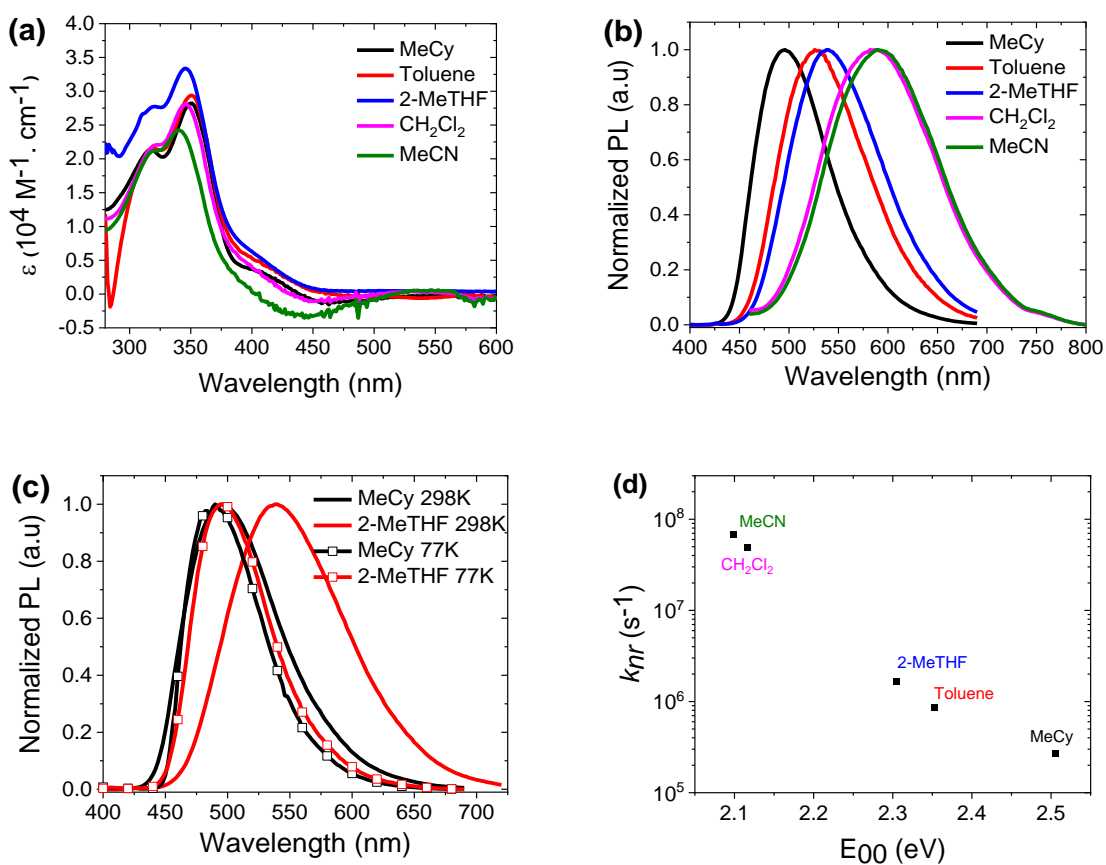 (a)
ε (10⁴ M⁻¹. cm⁻¹)
4.0
3.5
3.0
2.5
2.0
1.5
1.0
0.5
0.0
-0.5
MeCy
Toluene
2-MeTHF
CH₂Cl₂
MeCN
300 350 400 450 500 550 600
Wavelength (nm)
(b)
Normalized PL (a.u)
1.0
0.8
0.6
0.4
0.2
0.0
MeCy
Toluene
2-MeTHF
CH₂Cl₂
MeCN
400 450 500 550 600 650 700 750 800
Wavelength (nm)
(c)
Normalized PL (a.u)
1.0
0.8
0.6
0.4
0.2
0.0
MeCy 298K
2-MeTHF 298K
MeCy 77K
2-MeTHF 77K
400 450 500 550 600 650 700
Wavelength (nm)
(d)
knr (s⁻¹)
10⁸
10⁷
10⁶
10⁵
MeCN
CH₂Cl₂
2-MeTHF
Toluene
MeCy
2.1 2.2 2.3 2.4 2.5
E00 (eV)